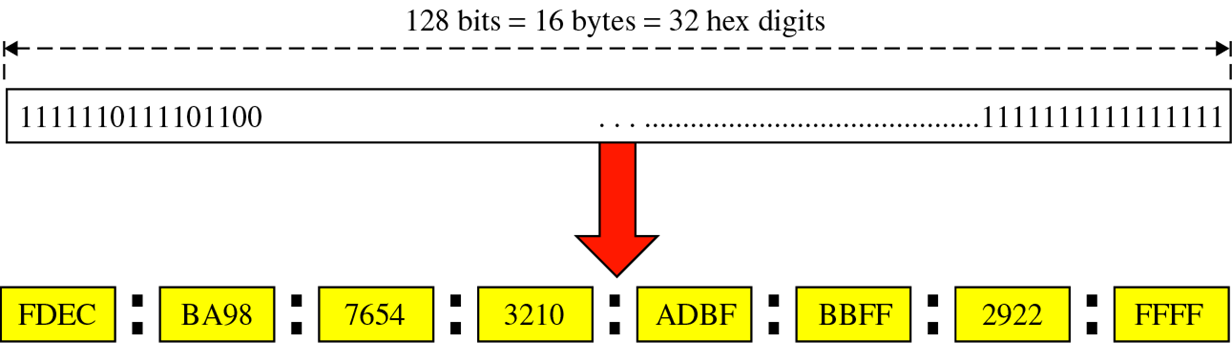 128 bits = 16 bytes = 32 hex digits
1111110111101100 . . . ............................................1111111111111111
FDEC : BA98 : 7654 : 3210 : ADBF : BBFF : 2922 : FFFF